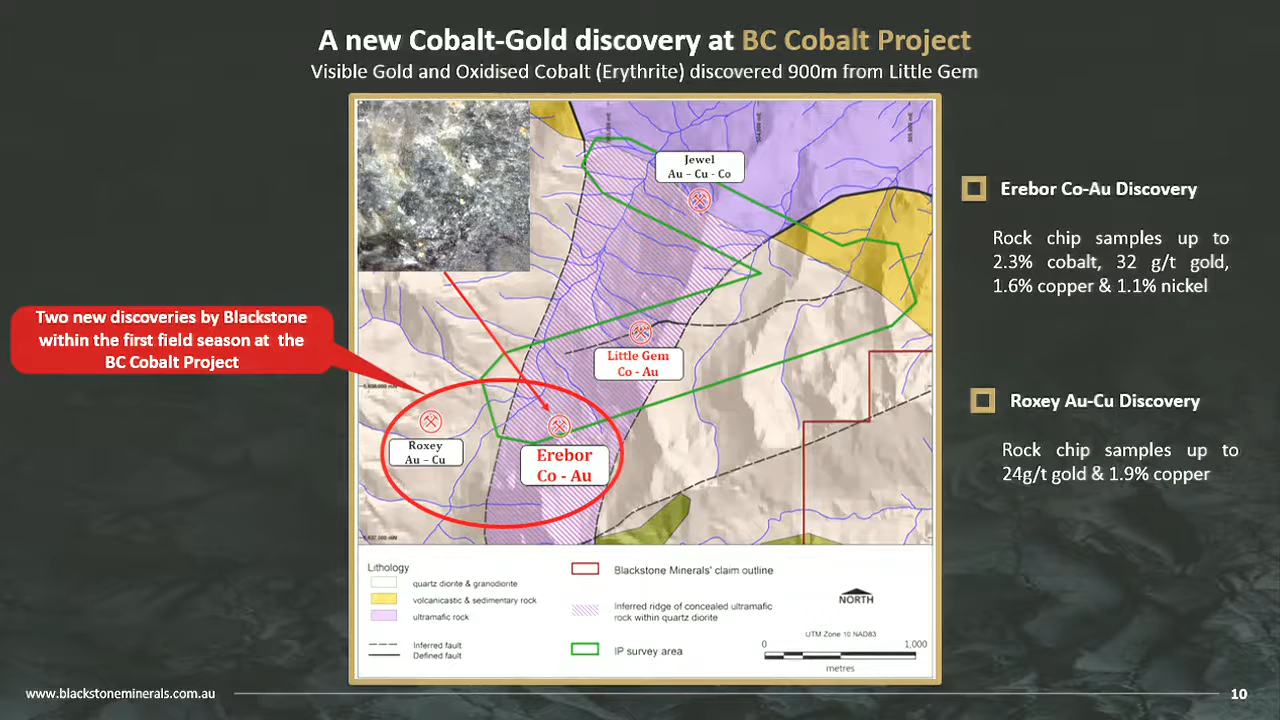 A new Cobalt-Gold discovery at BC Cobalt Project
Visible Gold and Oxidised Cobalt (Erythrite) discovered 900m from Little Gem
Jewel
Au – Cu - Co
Little Gem
Co - Au
Two new discoveries by Blackstone
within the first field season at the
BC Cobalt Project
Roxey
Au – Cu
Erebor
Co - Au
Erebor Co-Au Discovery
Rock chip samples up to
2.3% cobalt, 32 g/t gold,
1.6% copper & 1.1% nickel
Roxey Au-Cu Discovery
Rock chip samples up to
24g/t gold & 1.9% copper
Lithology
quartz diorite & granodiorite
volcanicastic & sedimentary rock
ultramafic rock
Inferred fault
Defined fault
Blackstone Minerals' claim outline
Inferred ridge of concealed ultramafic
rock within quartz diorite
IP survey area
NORTH
UTM Zone 10 NAD83
0 1,000
metres
www.blackstoneminerals.com.au
10